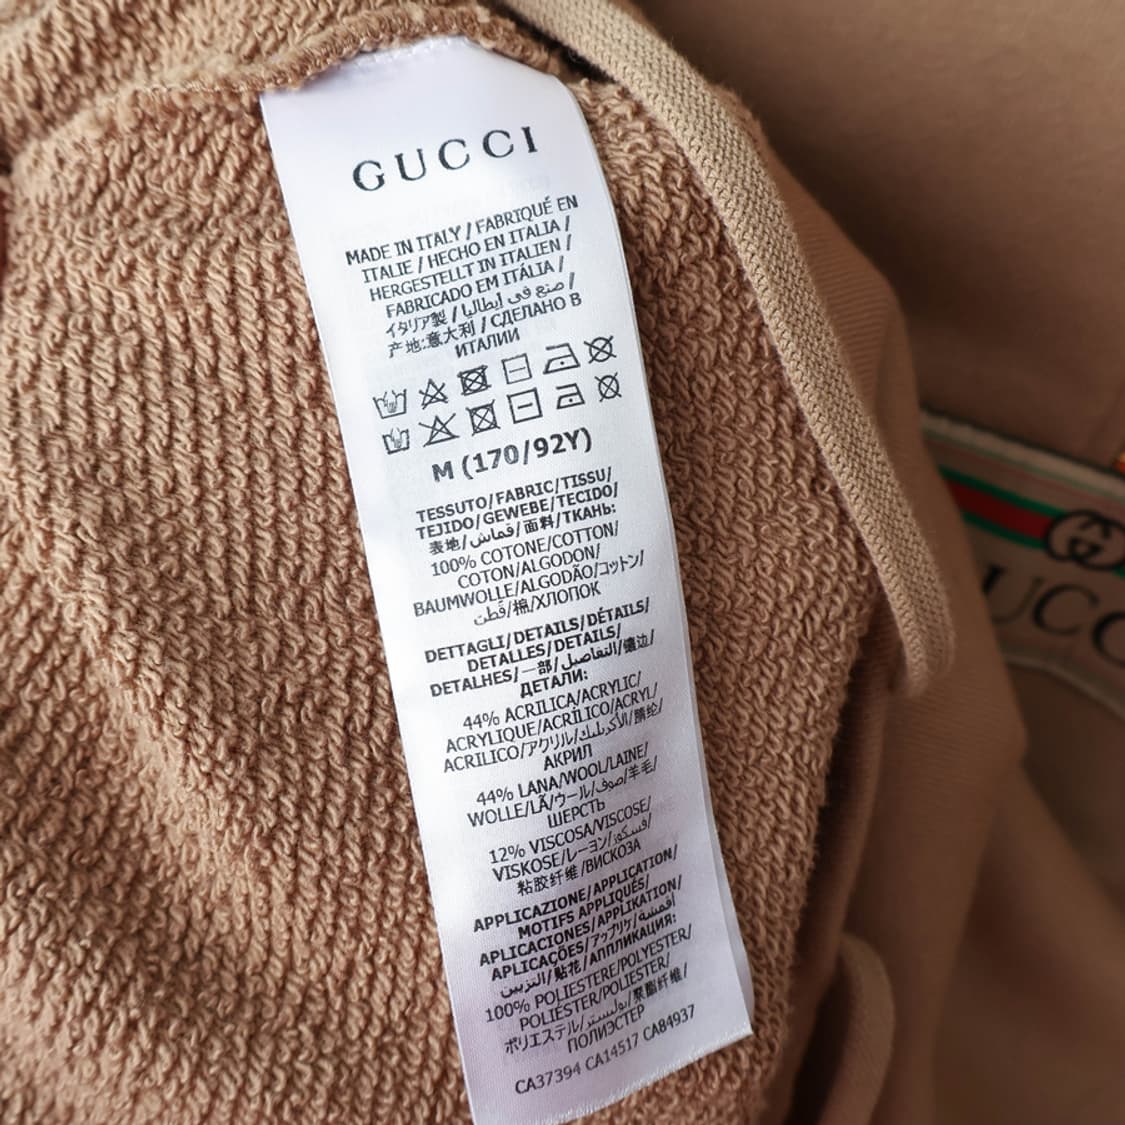 GUCCI
MADE IN ITALY / FABRIQUÉ EN
ITALIE / HECHO EN ITALIA /
HERGESTELLT IN ITALIEN /
FABRICADO EM ITÁLIA /
イタリア製 / صنع في إيطاليا /
产地:意大利 / СДЕЛАНО В
ИТАЛИИ
M (170/92Y)
TESSUTO/FABRIC/TISSU/
TEJIDO/GEWEBE/TECIDO/
表地/قماش/面料/ТКАНЬ:
100% COTONE/COTTON/
COTON/ALGODON/
BAUMWOLLE/ALGODÃO/コットン/
قطن/棉/ХЛОПОК
DETTAGLI/DETAILS/DÉTAILS/
DETALLES/DETAILS/
DETALHES/一部/التفاصيل/镶边/
ДЕТАЛИ:
44% ACRILICA/ACRYLIC/
ACRYLIQUE/ACRÍLICO/ACRYL/
ACRILICO/アクリル/الأكريليك/腈纶/
АКРИЛ
44% LANA/WOOL/LAINE/
WOLLE/LÃ/ウール/صوف/羊毛/
ШЕРСТЬ
12% VISCOSA/VISCOSE/
VISKOSE/レーヨン/فسكوز/
粘胶纤维/ВИСКОЗА
APPLICAZIONE/APPLICATION/
MOTIFS APPLIQUÉS/
APLICACIONES/APPLIKATION/
APLICAÇÕES/アップリケ/أقمشة
التزيين/贴花/АППЛИКАЦИЯ:
100% POLIESTERE/POLYESTER/
POLIÉSTER/POLIESTER/
ポリエステル/بوليستر/聚酯纤维/
ПОЛИЭСТЕР
CA37394 CA14517 CA84937
UCC